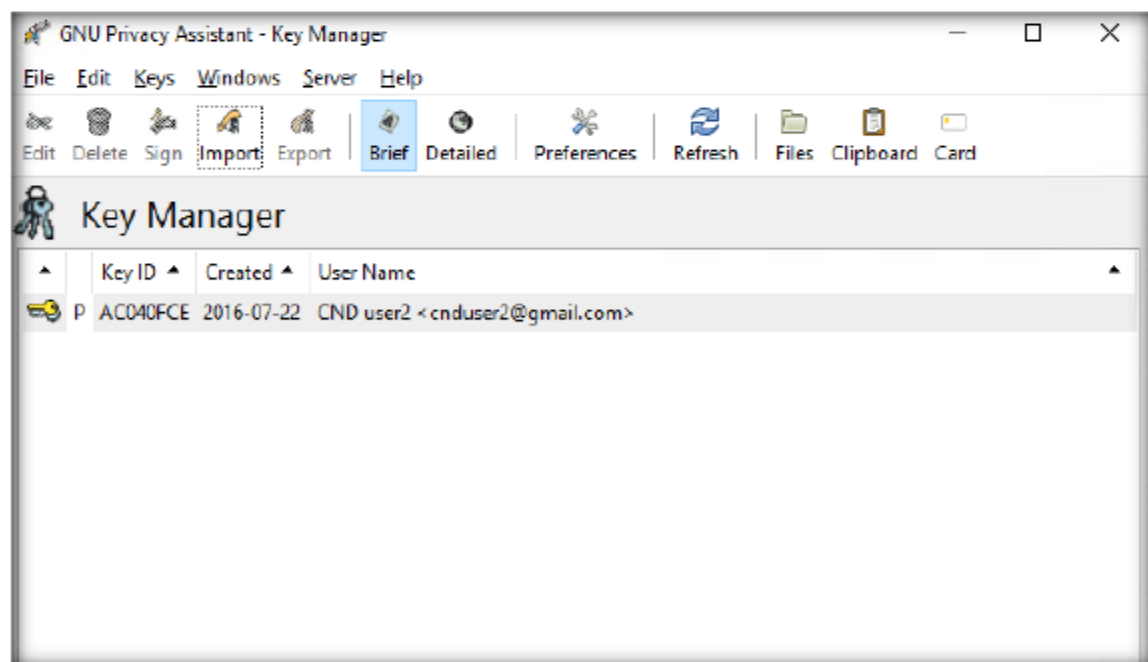 GNU Privacy Assistant - Key Manager
File Edit Keys Windows Server Help
Edit Delete Sign Import Export Brief Detailed Preferences Refresh Files Clipboard Card
Key Manager
Key ID Created User Name
P AC040FCE 2016-07-22 CND user2 <cnduser2@gmail.com>